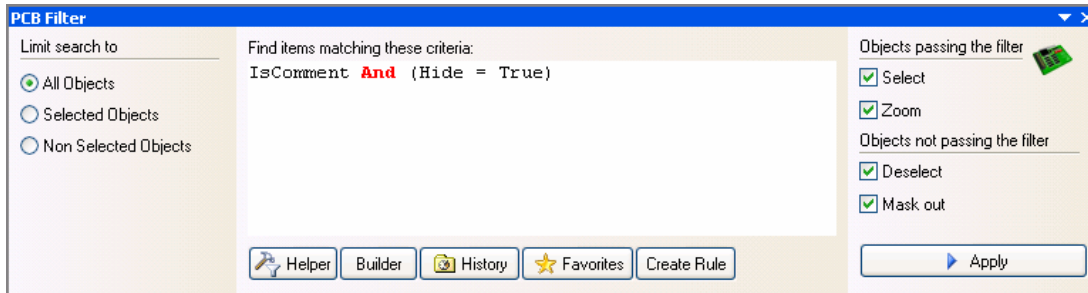 PCB Filter
Limit search to
All Objects
Selected Objects
Non Selected Objects
Find items matching these criteria:
IsComment And (Hide = True)
Helper
Builder
History
Favorites
Create Rule
Objects passing the filter
Select
Zoom
Objects not passing the filter
Deselect
Mask out
Apply